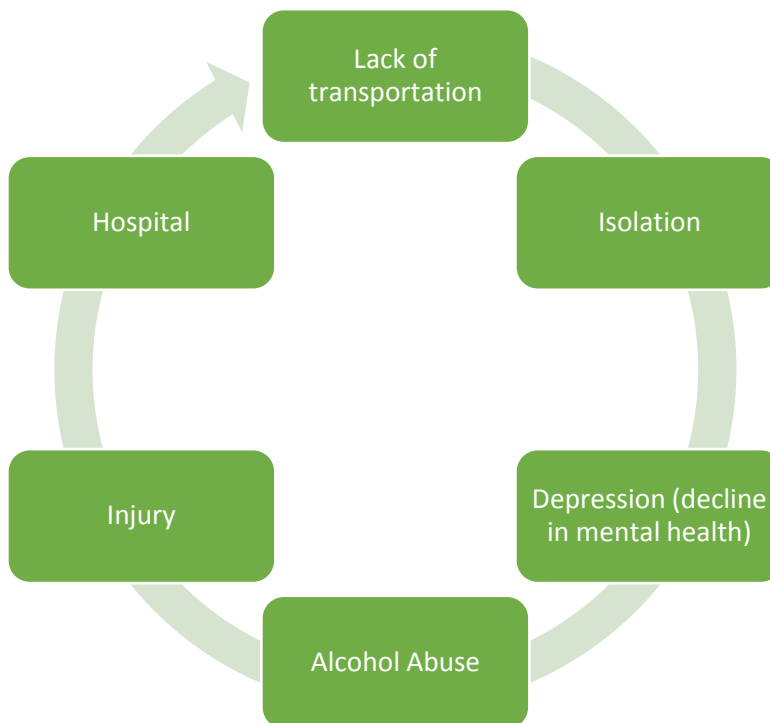 Lack of
transportation
Isolation
Depression (decline
in mental health)
Alcohol Abuse
Injury
Hospital